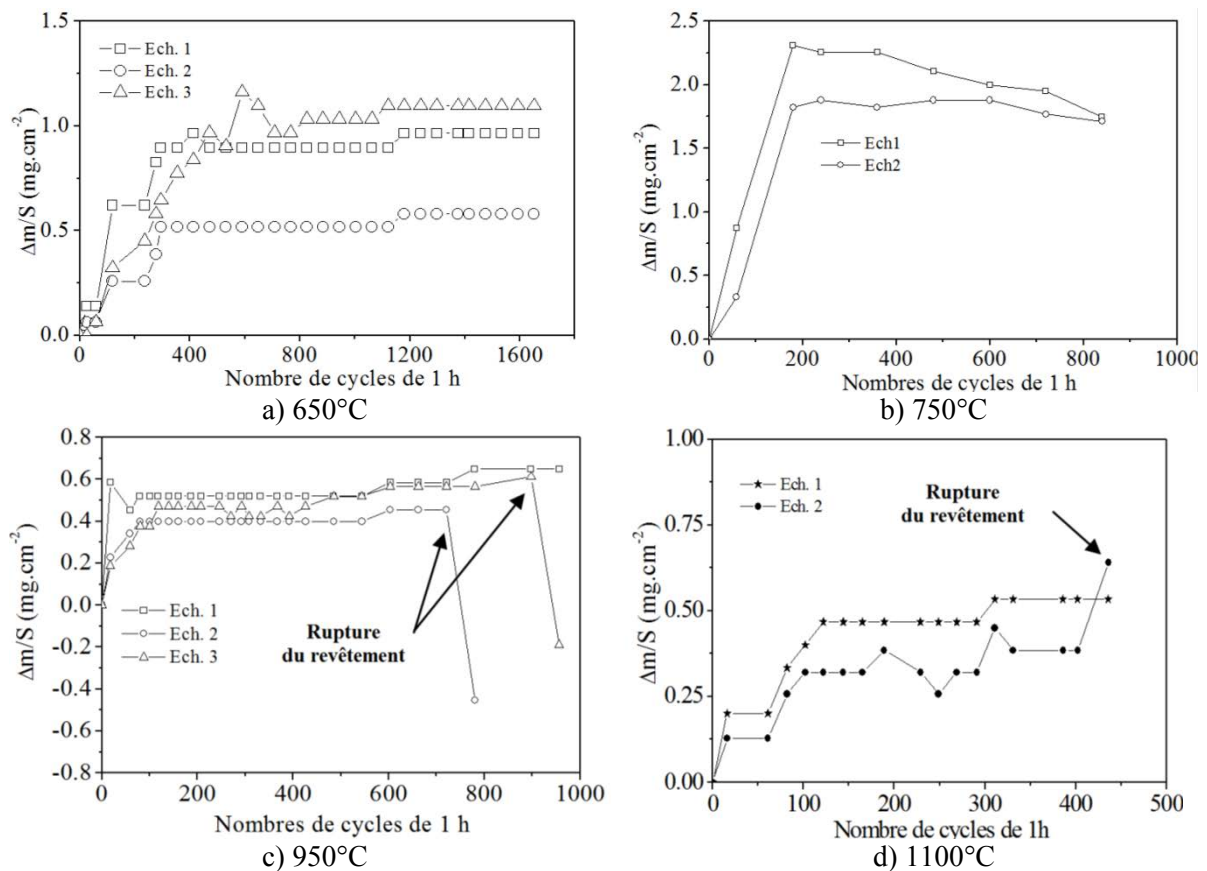 1.5
1.0
0.5
0.0
Δm/S (mg.cm⁻²)
Ech. 1
Ech. 2
Ech. 3
0 400 800 1200 1600
Nombre de cycles de 1 h
a) 650°C
2.5
2.0
1.5
1.0
0.5
0.0
Δm/S (mg.cm⁻²)
Ech1
Ech2
0 200 400 600 800 1000
Nombres de cycles de 1 h
b) 750°C
0.8
0.6
0.4
0.2
0.0
-0.2
-0.4
-0.6
-0.8
Δm/S (mg.cm⁻²)
Ech. 1
Ech. 2
Ech. 3
Rupture
du revêtement
0 200 400 600 800 1000
Nombres de cycles de 1 h
c) 950°C
1.00
0.75
0.50
0.25
0.00
Δm/S (mg.cm⁻²)
Ech. 1
Ech. 2
Rupture
du revêtement
0 100 200 300 400 500
Nombre de cycles de 1h
d) 1100°C